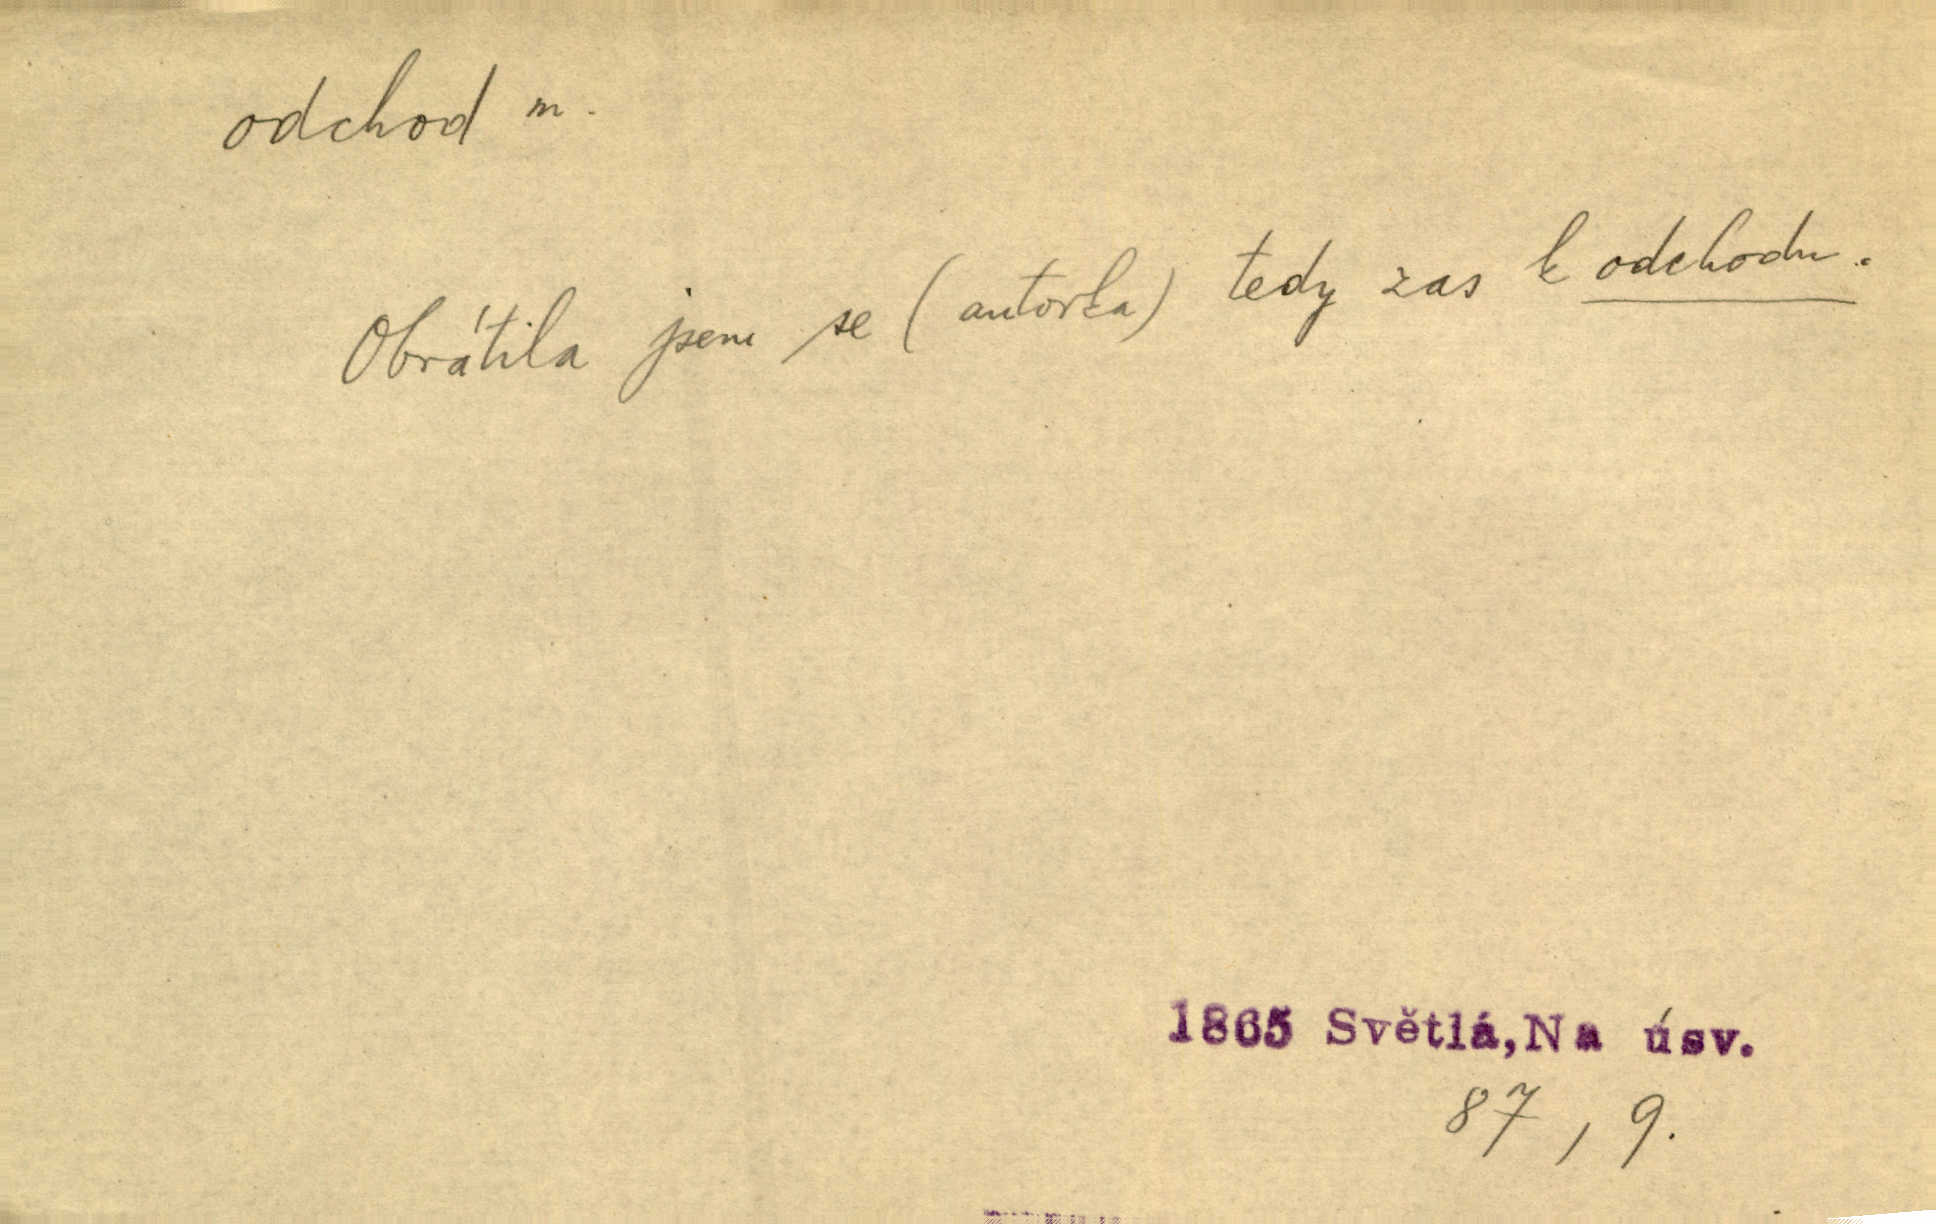 odchod m.
Obrátila jsem se (autorka) tedy zas k odchodu.
1865 Světlá, Na úsv.
87, 9.